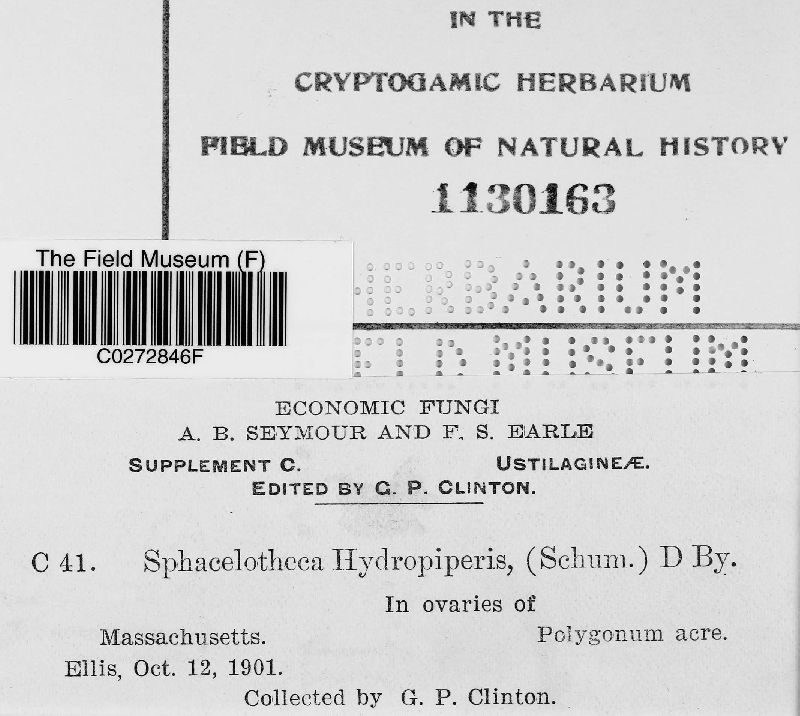 IN THE
CRYPTOGAMIC HERBARIUM
FIELD MUSEUM OF NATURAL HISTORY
1130163
The Field Museum (F)
C0272846F
HERBARIUM
FIELD MUSEUM
ECONOMIC FUNGI
A. B. SEYMOUR AND F. S. EARLE
SUPPLEMENT C. USTILAGINEÆ.
EDITED BY G. P. CLINTON.
C 41. Sphacelotheca Hydropiperis, (Schum.) D By.
In ovaries of
Massachusetts. Polygonum acre.
Ellis, Oct. 12, 1901.
Collected by G. P. Clinton.